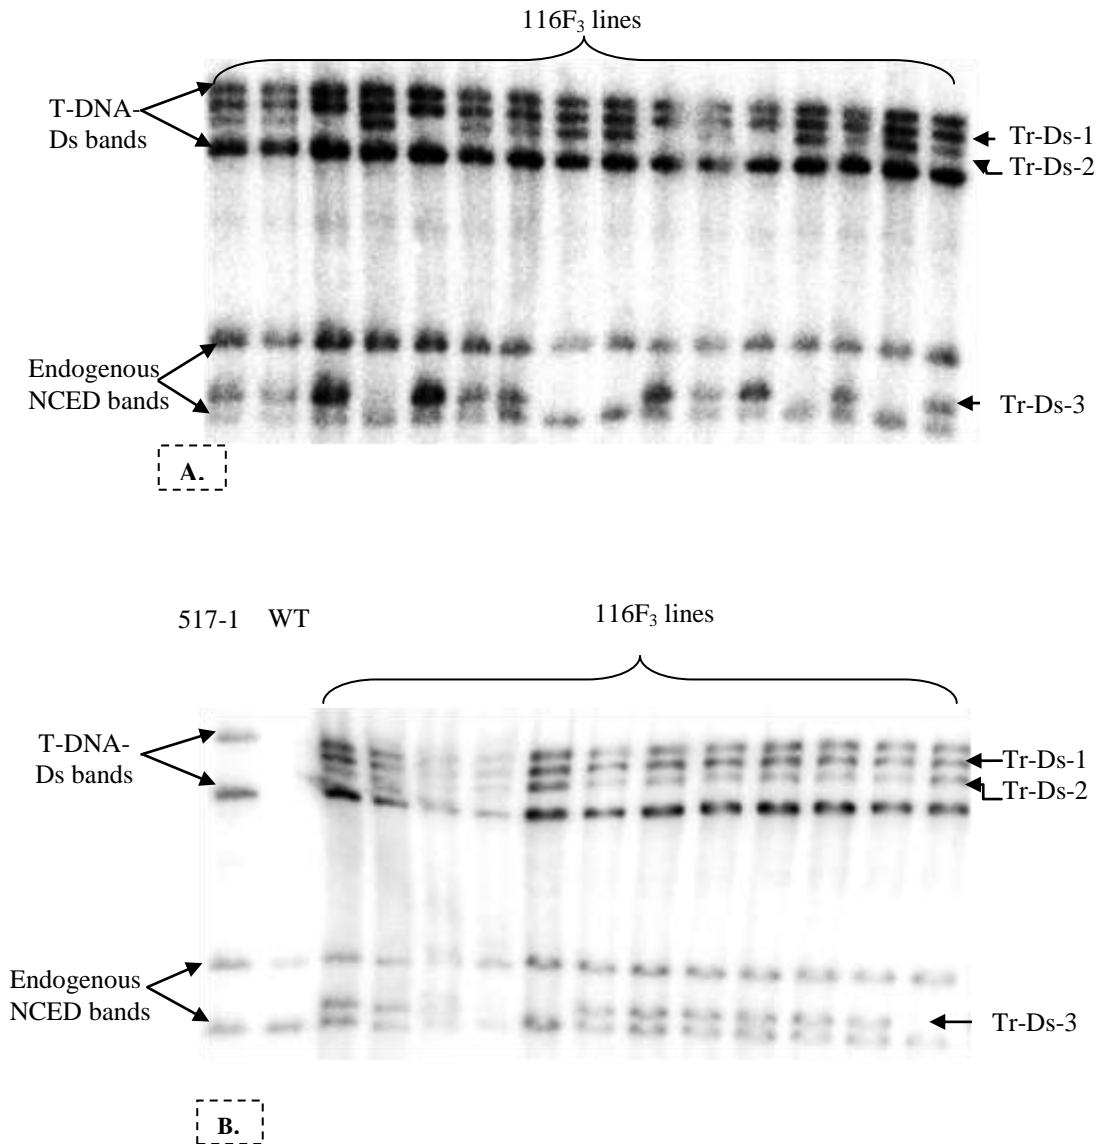 116F₃ lines
T-DNA-
Ds bands
Tr-Ds-1
Tr-Ds-2
Endogenous
NCED bands
Tr-Ds-3
A.
517-1 WT
116F₃ lines
T-DNA-
Ds bands
Tr-Ds-1
Tr-Ds-2
Endogenous
NCED bands
Tr-Ds-3
B.